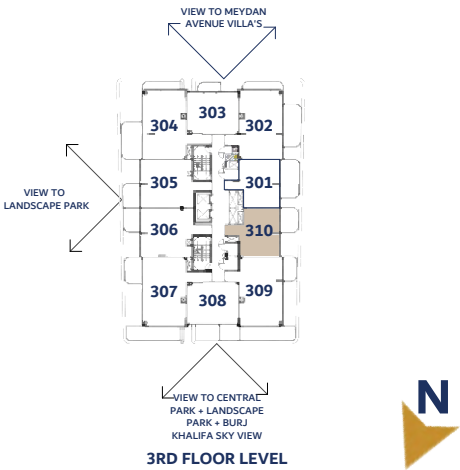 VIEW TO MEYDAN
AVENUE VILLA'S
303
304
302
305
301
VIEW TO
LANDSCAPE PARK
306
310
307
309
308
VIEW TO CENTRAL
PARK + LANDSCAPE
PARK + BURJ
KHALIFA SKY VIEW
N
3RD FLOOR LEVEL